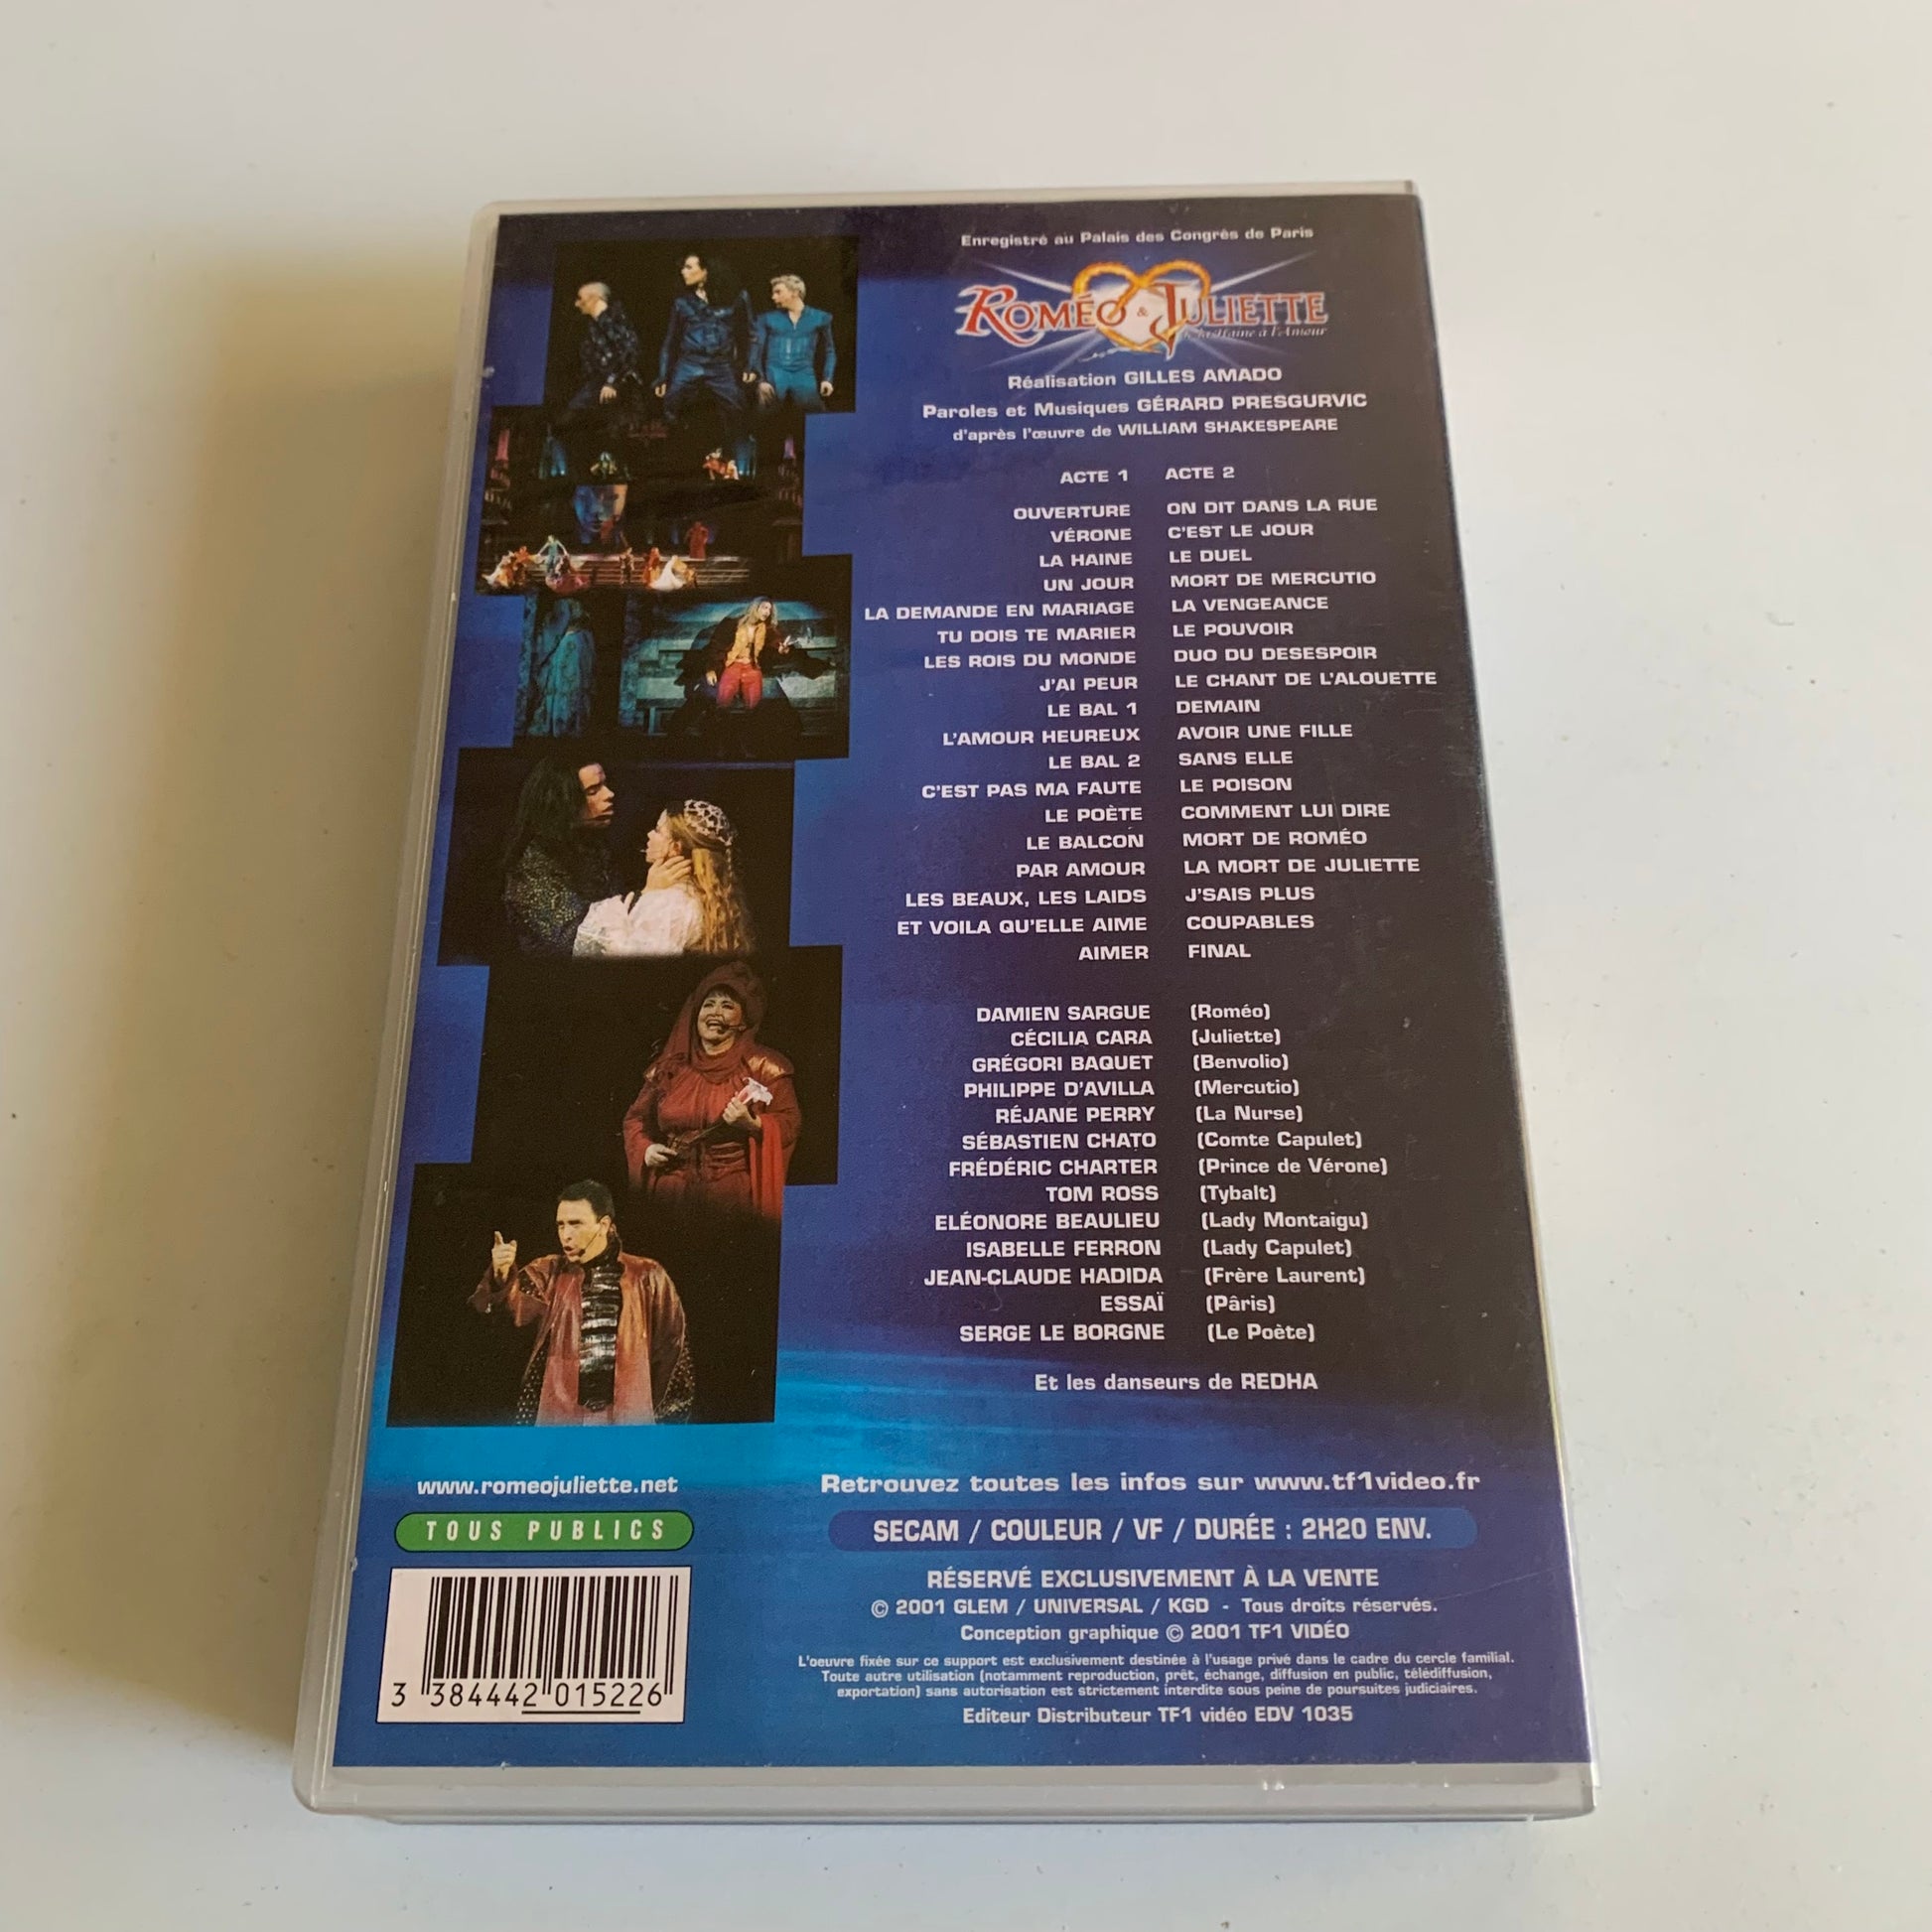 Enregistré au Palais des Congrès de Paris
ROMÉO & JULIETTE
la Haine à l'Amour
Réalisation GILLES AMADO
Paroles et Musiques GÉRARD PRESGURVIC
d'après l'œuvre de WILLIAM SHAKESPEARE
ACTE 1 ACTE 2
OUVERTURE ON DIT DANS LA RUE
VÉRONE C'EST LE JOUR
LA HAINE LE DUEL
UN JOUR MORT DE MERCUTIO
LA DEMANDE EN MARIAGE LA VENGEANCE
TU DOIS TE MARIER LE POUVOIR
LES ROIS DU MONDE DUO DU DESESPOIR
J'AI PEUR LE CHANT DE L'ALOUETTE
LE BAL 1 DEMAIN
L'AMOUR HEUREUX AVOIR UNE FILLE
LE BAL 2 SANS ELLE
C'EST PAS MA FAUTE LE POISON
LE POÈTE COMMENT LUI DIRE
LE BALCON MORT DE ROMÉO
PAR AMOUR LA MORT DE JULIETTE
LES BEAUX, LES LAIDS J'SAIS PLUS
ET VOILA QU'ELLE AIME COUPABLES
AIMER FINAL
DAMIEN SARGUE (Roméo)
CÉCILIA CARA (Juliette)
GRÉGORI BAQUET (Benvolio)
PHILIPPE D'AVILLA (Mercutio)
RÉJANE PERRY (La Nurse)
SÉBASTIEN CHATO (Comte Capulet)
FRÉDÉRIC CHARTER (Prince de Vérone)
TOM ROSS (Tybalt)
ELÉONORE BEAULIEU (Lady Montaigu)
ISABELLE FERRON (Lady Capulet)
JEAN-CLAUDE HADIDA (Frère Laurent)
ESSAÏ (Pâris)
SERGE LE BORGNE (Le Poète)
Et les danseurs de REDHA
www.romeojuliette.net
TOUS PUBLICS
3 384442 015226
Retrouvez toutes les infos sur www.tf1video.fr
SECAM / COULEUR / VF / DURÉE : 2H20 ENV.
RÉSERVÉ EXCLUSIVEMENT À LA VENTE
© 2001 GLEM / UNIVERSAL / KGD - Tous droits réservés.
Conception graphique © 2001 TF1 VIDÉO
L'oeuvre fixée sur ce support est exclusivement destinée à l'usage privé dans le cadre du cercle familial.
Toute autre utilisation (notamment reproduction, prêt, échange, diffusion en public, télédiffusion,
exportation) sans autorisation est strictement interdite sous peine de poursuites judiciaires.
Editeur Distributeur TF1 vidéo EDV 1035